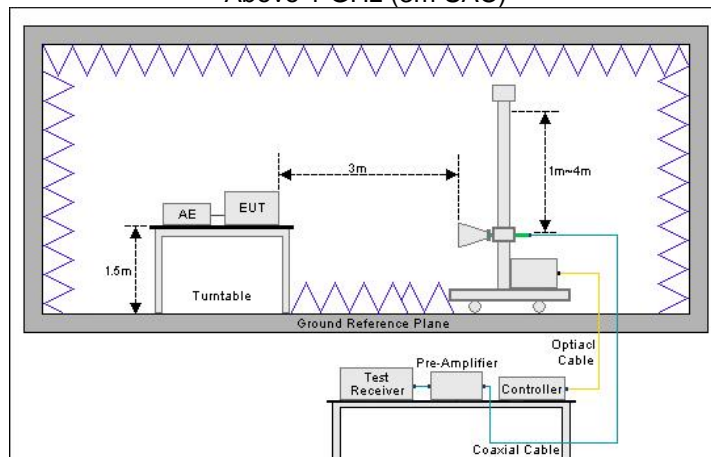 Above 1 GHz (3m SAC)
3m
1m~4m
AE
EUT
1.5m
Turntable
Ground Reference Plane
Optiacl
Cable
Pre-Amplifier
Test
Receiver
Controller
Coaxial Cable